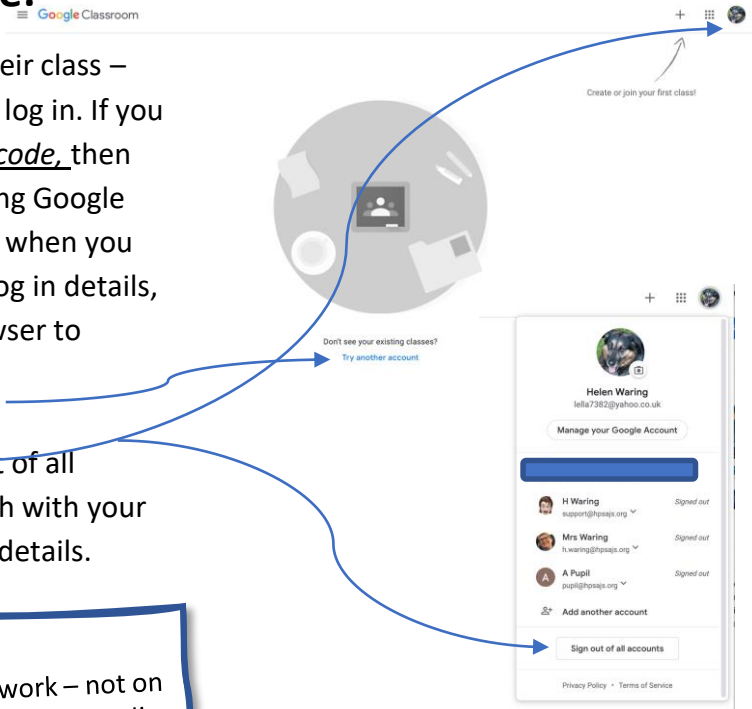 e.
Google Classroom
Create or join your first class!
eir class –
log in. If you
code, then
ng Google
when you
og in details,
wser to
Don't see your existing classes?
Try another account
t of all
h with your
details.
work – not on
Helen Waring
lella7382@yahoo.co.uk
Manage your Google Account
H Waring
support@hpsajs.org
Signed out
Mrs Waring
h.waring@hpsajs.org
Signed out
A
A Pupil
pupil@hpsajs.org
Signed out
Add another account
Sign out of all accounts
Privacy Policy • Terms of Service